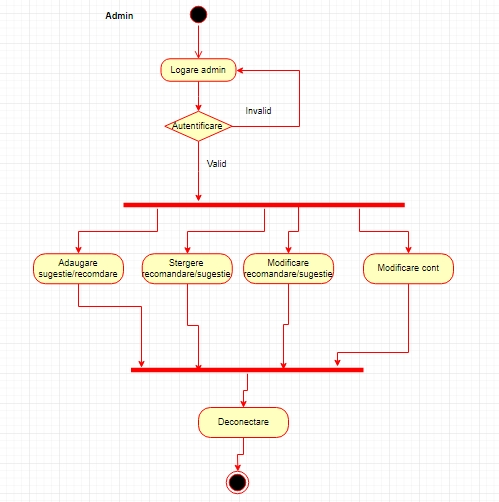 Admin
Logare admin
Invalid
Autentificare
Valid
Adaugare
sugestie/recomdare
Stergere
recomandare/sugestie
Modificare
recomandare/sugestie
Modificare cont
Deconectare